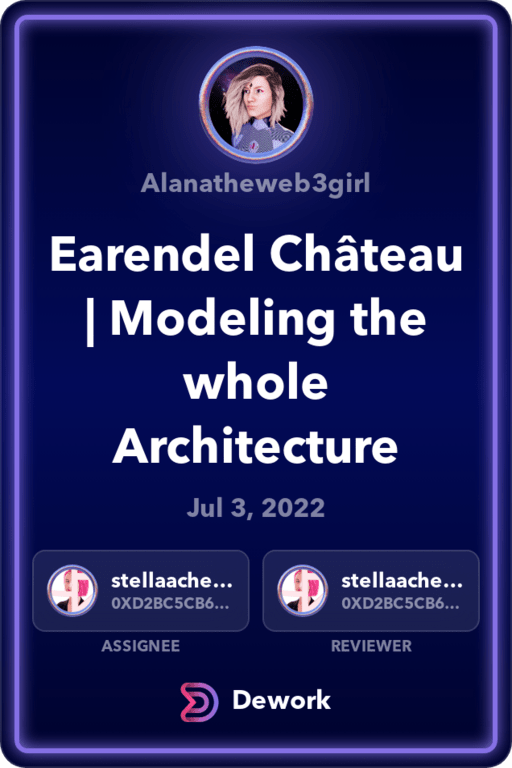 Alanatheweb3girl
Earendel Château
| Modeling the
whole
Architecture
Jul 3, 2022
stellaache...
0XD2BC5CB6...
ASSIGNEE
stellaache...
0XD2BC5CB6...
REVIEWER
Dework